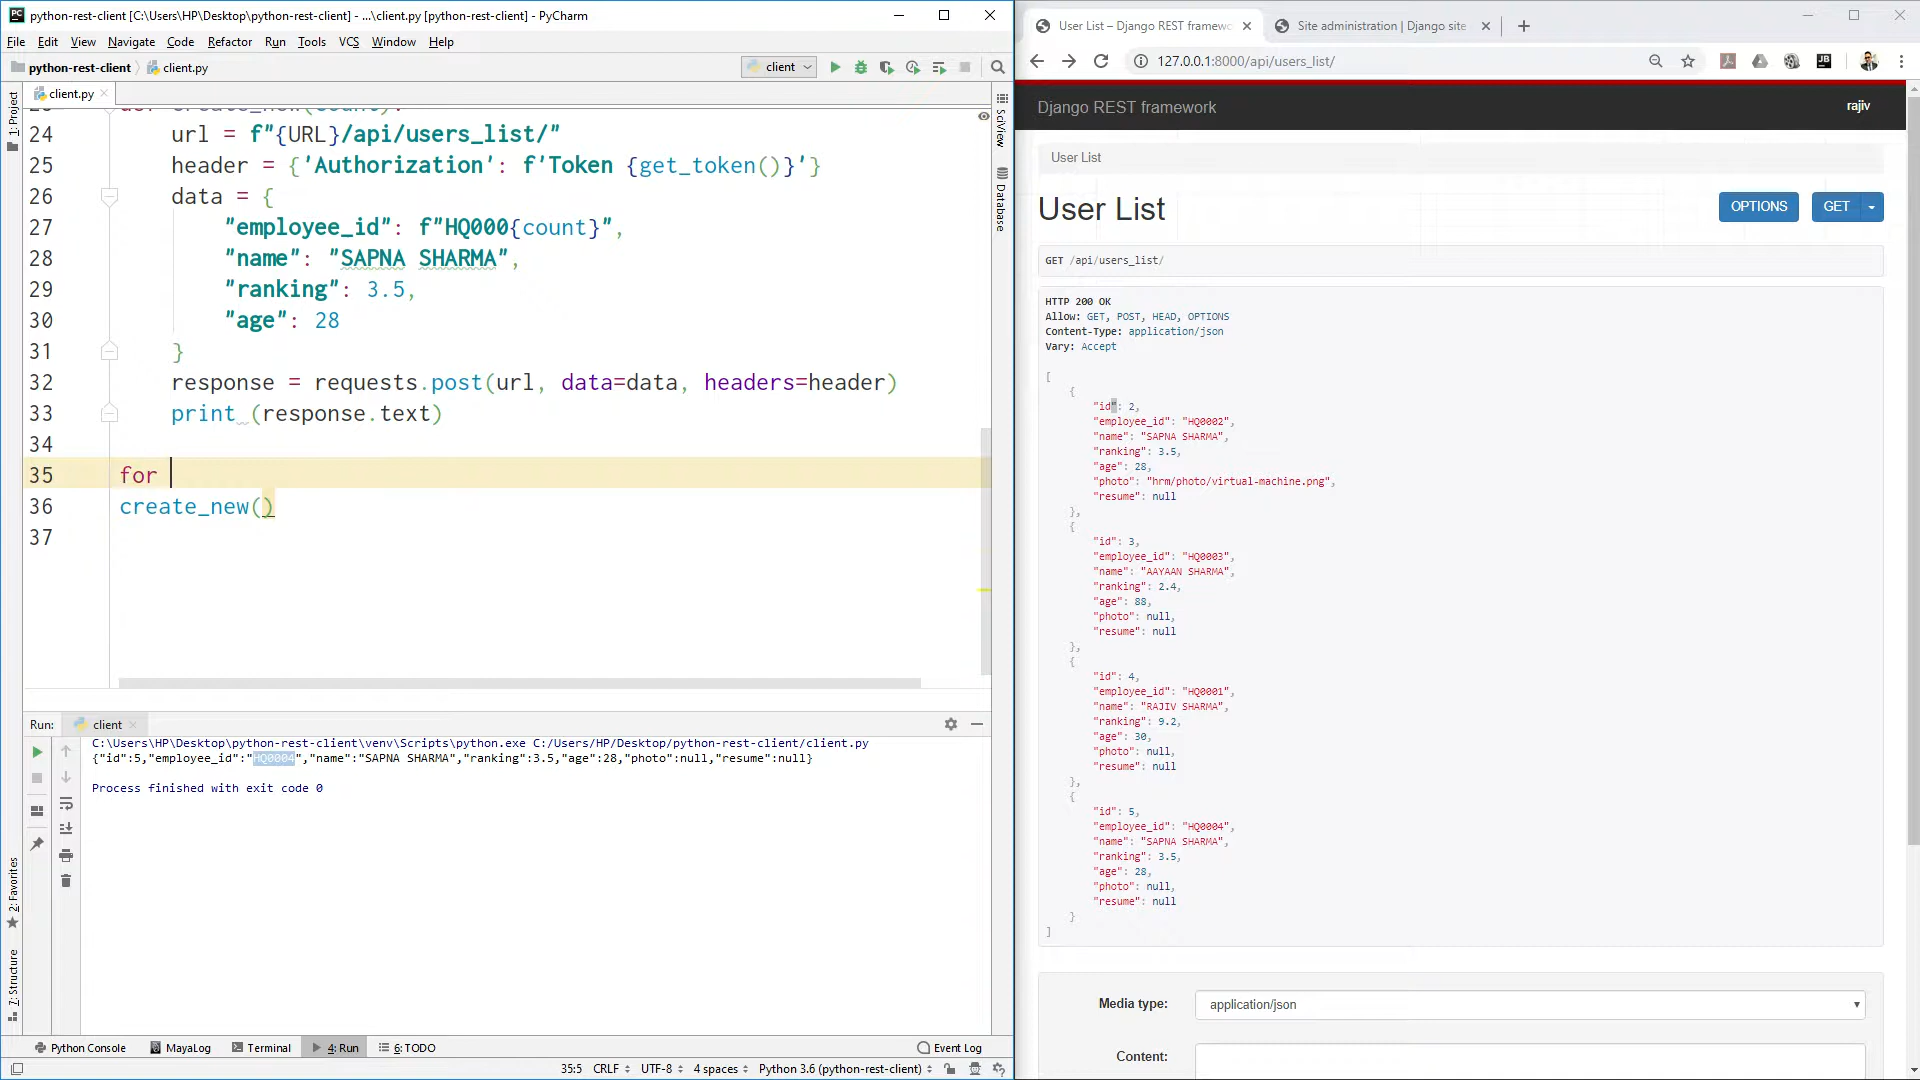 python-rest-client [C:\Users\HP\Desktop\python-rest-client] - ...\client.py [python-rest-client] - PyCharm
File Edit View Navigate Code Refactor Run Tools VCS Window Help
python-rest-client client.py
client
client.py
1: Project
SciView
Database
24 url = f"{URL}/api/users_list/"
25 header = {'Authorization': f'Token {get_token()}'}
26 data = {
27 "employee_id": f"HQ000{count}",
28 "name": "SAPNA SHARMA",
29 "ranking": 3.5,
30 "age": 28
31 }
32 response = requests.post(url, data=data, headers=header)
33 print (response.text)
34
35 for
36 create_new()
37
Run: client
C:\Users\HP\Desktop\python-rest-client\venv\Scripts\python.exe C:/Users/HP/Desktop/python-rest-client/client.py
{"id":5,"employee_id":"HQ0004","name":"SAPNA SHARMA","ranking":3.5,"age":28,"photo":null,"resume":null}
Process finished with exit code 0
2: Favorites
7: Structure
Python Console MayaLog Terminal 4: Run 6: TODO Event Log
35:5 CRLF UTF-8 4 spaces Python 3.6 (python-rest-client)
User List – Django REST framewo
Site administration | Django site
127.0.0.1:8000/api/users_list/
Django REST framework rajiv
User List
User List
OPTIONS GET
GET /api/users_list/
HTTP 200 OK
Allow: GET, POST, HEAD, OPTIONS
Content-Type: application/json
Vary: Accept
[
{
"id": 2,
"employee_id": "HQ0002",
"name": "SAPNA SHARMA",
"ranking": 3.5,
"age": 28,
"photo": "hrm/photo/virtual-machine.png",
"resume": null
},
{
"id": 3,
"employee_id": "HQ0003",
"name": "AAYAAN SHARMA",
"ranking": 2.4,
"age": 88,
"photo": null,
"resume": null
},
{
"id": 4,
"employee_id": "HQ0001",
"name": "RAJIV SHARMA",
"ranking": 9.2,
"age": 30,
"photo": null,
"resume": null
},
{
"id": 5,
"employee_id": "HQ0004",
"name": "SAPNA SHARMA",
"ranking": 3.5,
"age": 28,
"photo": null,
"resume": null
}
]
Media type: application/json
Content: